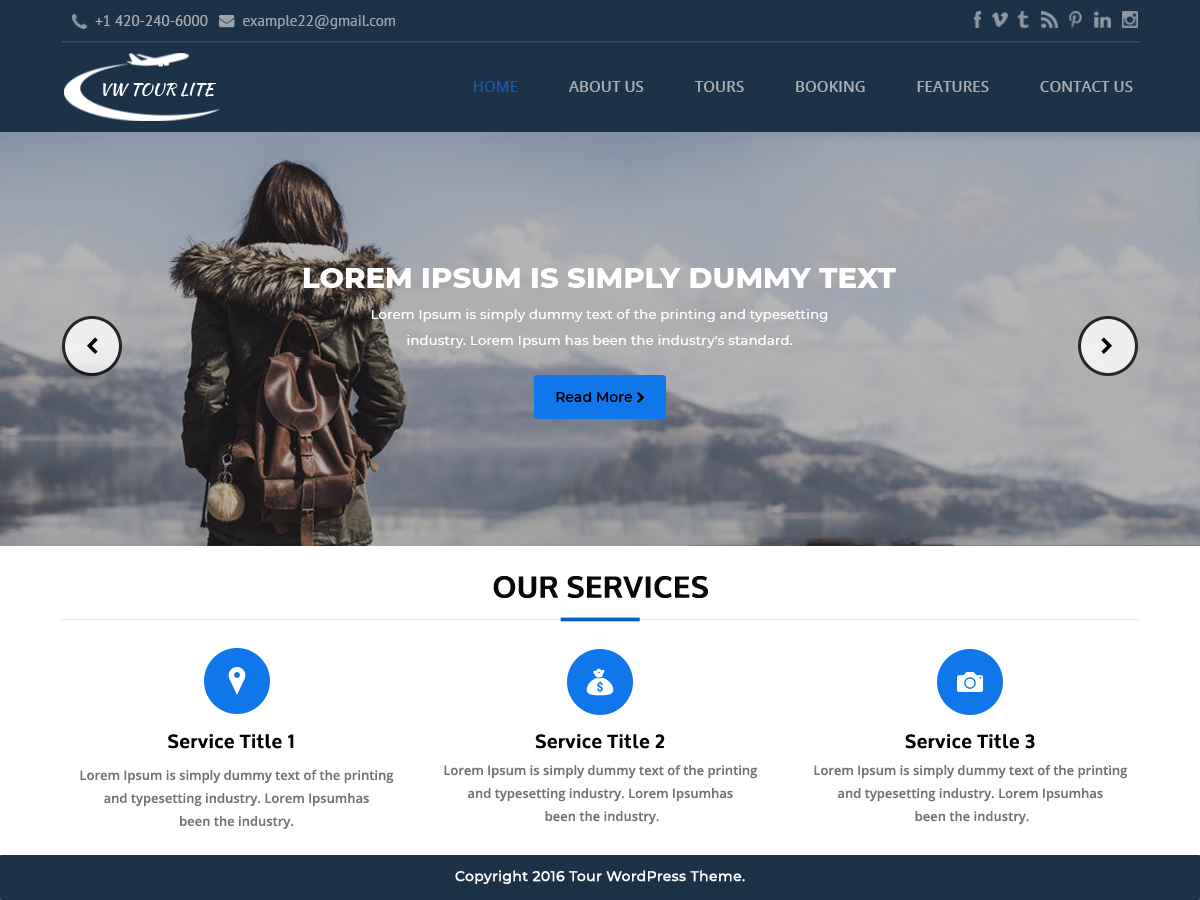 +1 420-240-6000 example22@gmail.com
VW TOUR LITE
HOME ABOUT US TOURS BOOKING FEATURES CONTACT US
LOREM IPSUM IS SIMPLY DUMMY TEXT
Lorem Ipsum is simply dummy text of the printing and typesetting
industry. Lorem Ipsum has been the industry's standard.
Read More
OUR SERVICES
Service Title 1
Lorem Ipsum is simply dummy text of the printing
and typesetting industry. Lorem Ipsumhas
been the industry.
Service Title 2
Lorem Ipsum is simply dummy text of the printing
and typesetting industry. Lorem Ipsumhas
been the industry.
Service Title 3
Lorem Ipsum is simply dummy text of the printing
and typesetting industry. Lorem Ipsumhas
been the industry.
Copyright 2016 Tour WordPress Theme.